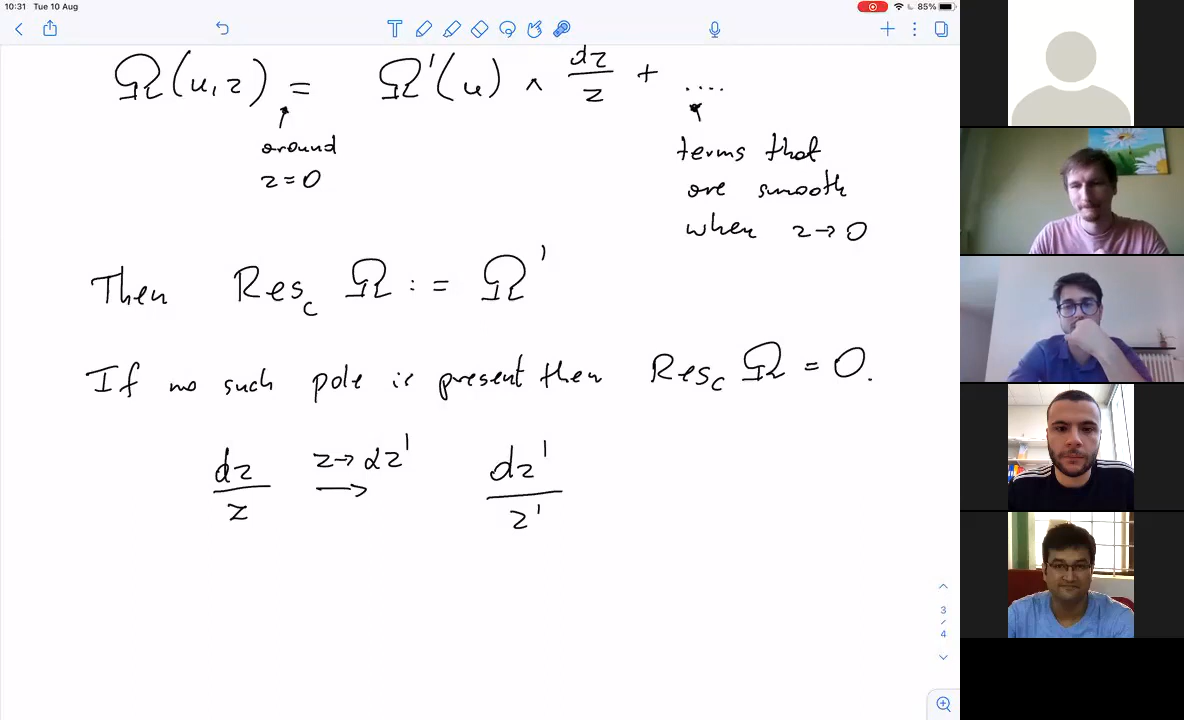 10:31 Tue 10 Aug
85%
Ω(u,z) = Ω'(u) ∧ dz/z + ....
around
z=0
terms that
are smooth
when z→0
Then Res_C Ω := Ω'
If no such pole is present then Res_C Ω = 0.
dz/z z→αz' → dz'/z'
3
/
4